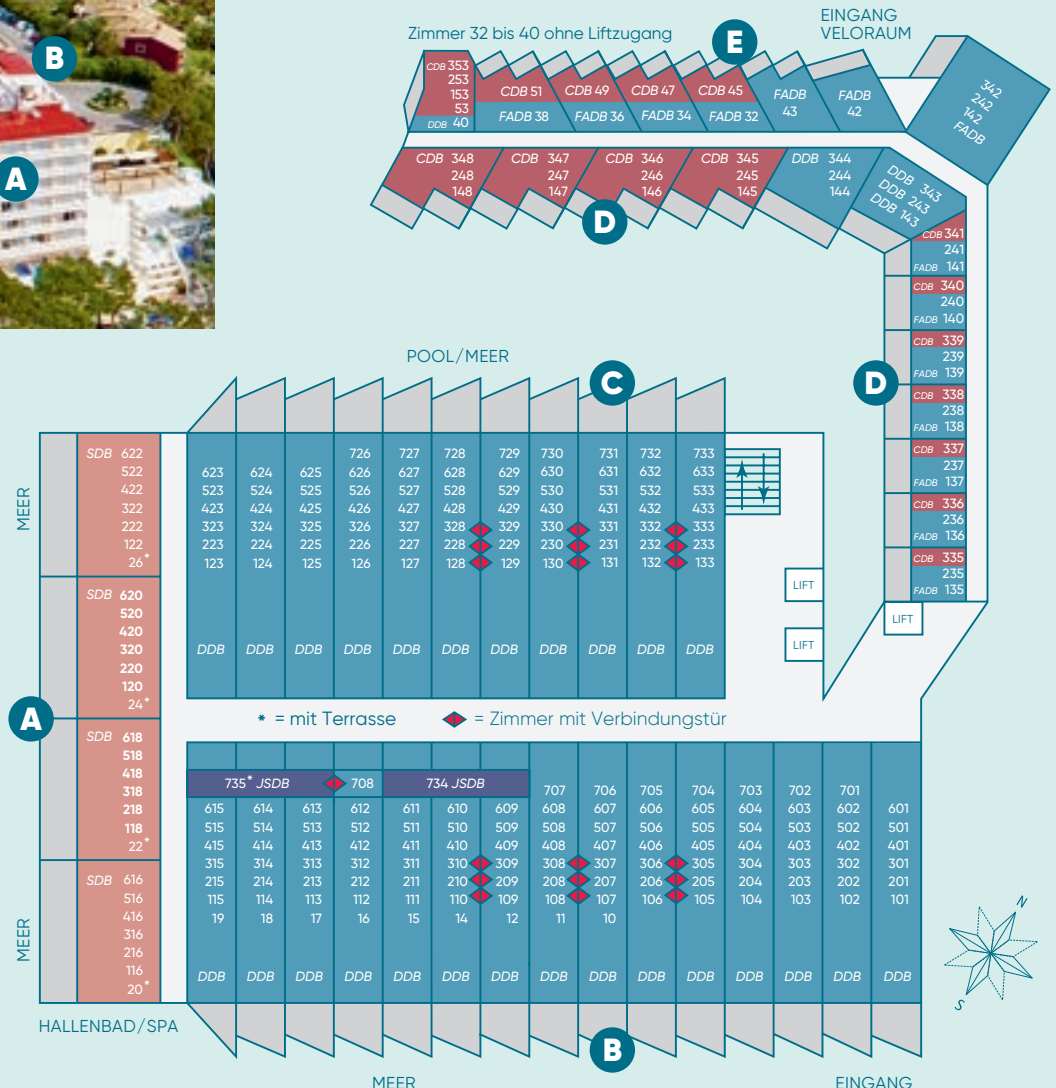 B
A
Zimmer 32 bis 40 ohne Liftzugang
E
EINGANG
VELORAUM
CDB 353
253
153
53
DDB 40
CDB 51
FADB 38
CDB 49
FADB 36
CDB 47
FADB 34
CDB 45
FADB 32
FADB
43
FADB
42
342
242
142
FADB
CDB 348
248
148
CDB 347
247
147
CDB 346
246
146
CDB 345
245
145
DDB 344
244
144
DDB 343
DDB 243
DDB 143
D
CDB 341
241
FADB 141
CDB 340
240
FADB 140
CDB 339
239
FADB 139
CDB 338
238
FADB 138
CDB 337
237
FADB 137
CDB 336
236
FADB 136
CDB 335
235
FADB 135
D
LIFT
POOL/MEER
C
726 727 728 729 730 731 732 733
623 624 625 626 627 628 629 630 631 632 633
523 524 525 526 527 528 529 530 531 532 533
423 424 425 426 427 428 429 430 431 432 433
323 324 325 326 327 328 329 330 331 332 333
223 224 225 226 227 228 229 230 231 232 233
123 124 125 126 127 128 129 130 131 132 133
DDB DDB DDB DDB DDB DDB DDB DDB DDB DDB DDB
LIFT
LIFT
MEER
SDB 622
522
422
322
222
122
26*
SDB 620
520
420
320
220
120
24*
A
SDB 618
518
418
318
218
118
22*
SDB 616
516
416
316
216
116
20*
MEER
HALLENBAD/SPA
* = mit Terrasse = Zimmer mit Verbindungstür
735* JSDB 708 734 JSDB
707 706 705 704 703 702 701
615 614 613 612 611 610 609 608 607 606 605 604 603 602 601
515 514 513 512 511 510 509 508 507 506 505 504 503 502 501
415 414 413 412 411 410 409 408 407 406 405 404 403 402 401
315 314 313 312 311 310 309 308 307 306 305 304 303 302 301
215 214 213 212 211 210 209 208 207 206 205 204 203 202 201
115 114 113 112 111 110 109 108 107 106 105 104 103 102 101
19 18 17 16 15 14 12 11 10
DDB DDB DDB DDB DDB DDB DDB DDB DDB DDB DDB DDB DDB DDB DDB
B
MEER
EINGANG
N
S